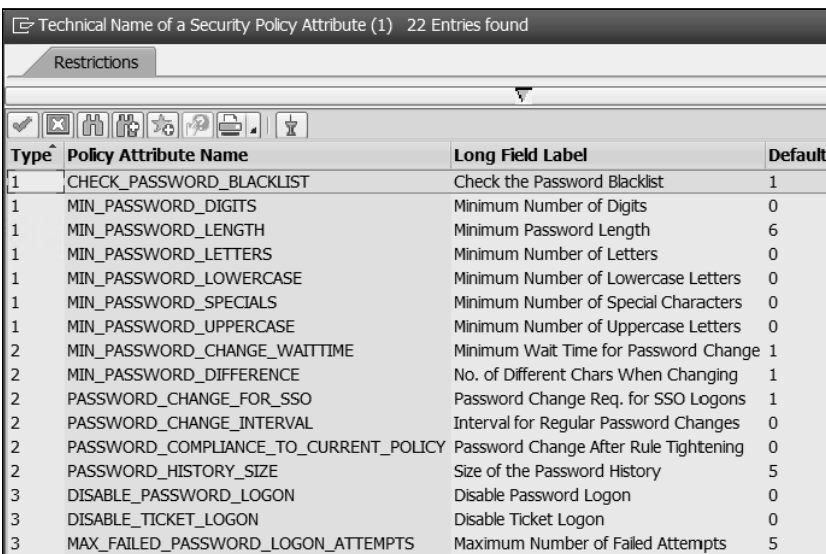 Technical Name of a Security Policy Attribute (1) 22 Entries found
Restrictions
Type Policy Attribute Name Long Field Label Default
1 CHECK_PASSWORD_BLACKLIST Check the Password Blacklist 1
1 MIN_PASSWORD_DIGITS Minimum Number of Digits 0
1 MIN_PASSWORD_LENGTH Minimum Password Length 6
1 MIN_PASSWORD_LETTERS Minimum Number of Letters 0
1 MIN_PASSWORD_LOWERCASE Minimum Number of Lowercase Letters 0
1 MIN_PASSWORD_SPECIALS Minimum Number of Special Characters 0
1 MIN_PASSWORD_UPPERCASE Minimum Number of Uppercase Letters 0
2 MIN_PASSWORD_CHANGE_WAITTIME Minimum Wait Time for Password Change 1
2 MIN_PASSWORD_DIFFERENCE No. of Different Chars When Changing 1
2 PASSWORD_CHANGE_FOR_SSO Password Change Req. for SSO Logons 1
2 PASSWORD_CHANGE_INTERVAL Interval for Regular Password Changes 0
2 PASSWORD_COMPLIANCE_TO_CURRENT_POLICY Password Change After Rule Tightening 0
2 PASSWORD_HISTORY_SIZE Size of the Password History 5
3 DISABLE_PASSWORD_LOGON Disable Password Logon 0
3 DISABLE_TICKET_LOGON Disable Ticket Logon 0
3 MAX_FAILED_PASSWORD_LOGON_ATTEMPTS Maximum Number of Failed Attempts 5